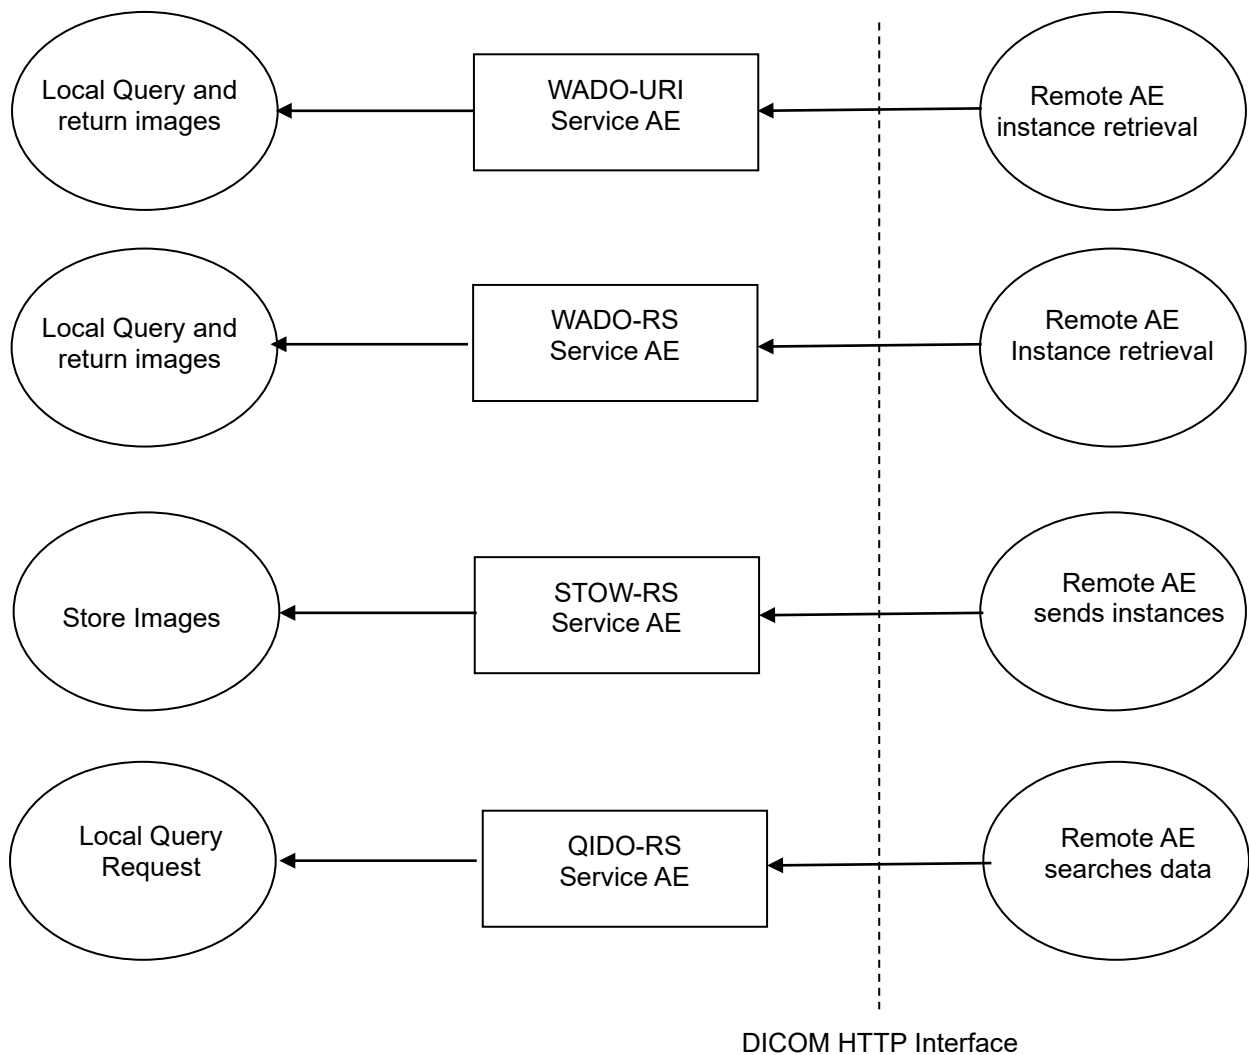 Local Query and
return images
WADO-URI
Service AE
Remote AE
instance retrieval
Local Query and
return images
WADO-RS
Service AE
Remote AE
Instance retrieval
Store Images
STOW-RS
Service AE
Remote AE
sends instances
Local Query
Request
QIDO-RS
Service AE
Remote AE
searches data
DICOM HTTP Interface